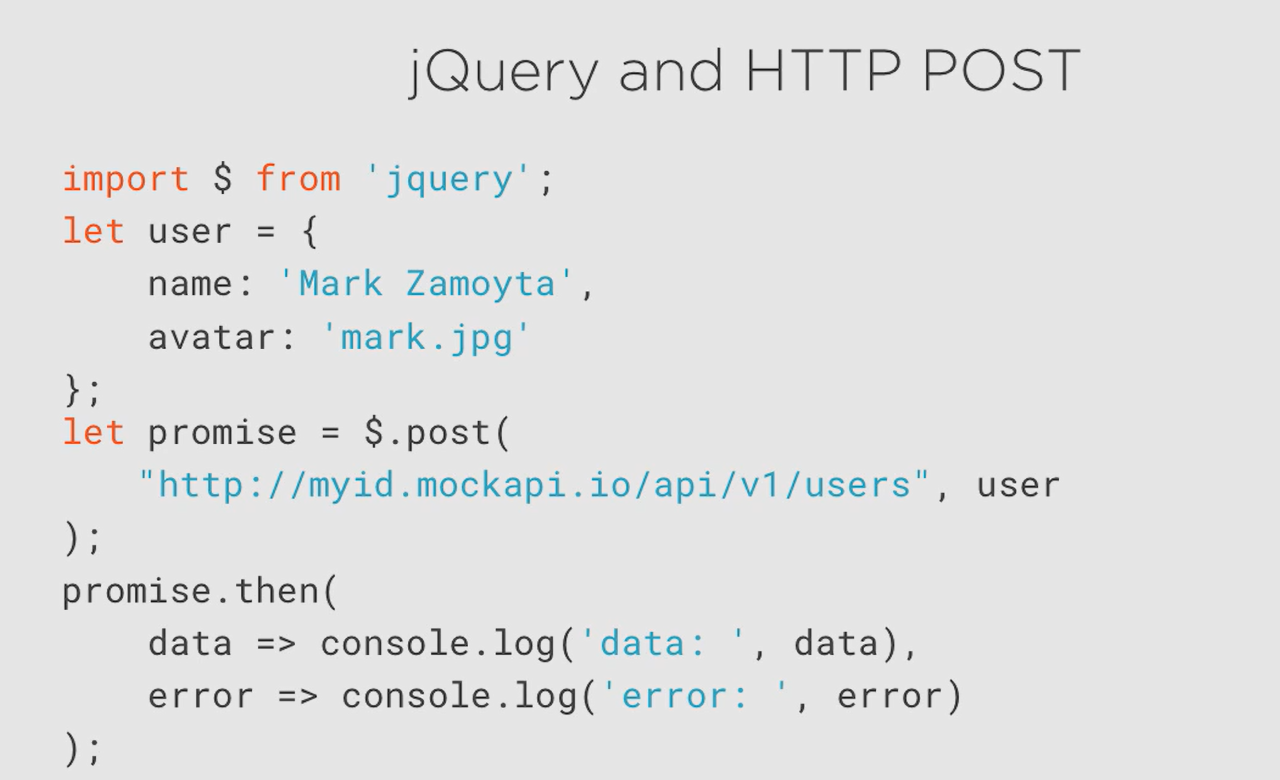 jQuery and HTTP POST
import $ from 'jquery';
let user = {
    name: 'Mark Zamoyta',
    avatar: 'mark.jpg'
};
let promise = $.post(
    "http://myid.mockapi.io/api/v1/users", user
);
promise.then(
    data => console.log('data: ', data),
    error => console.log('error: ', error)
);